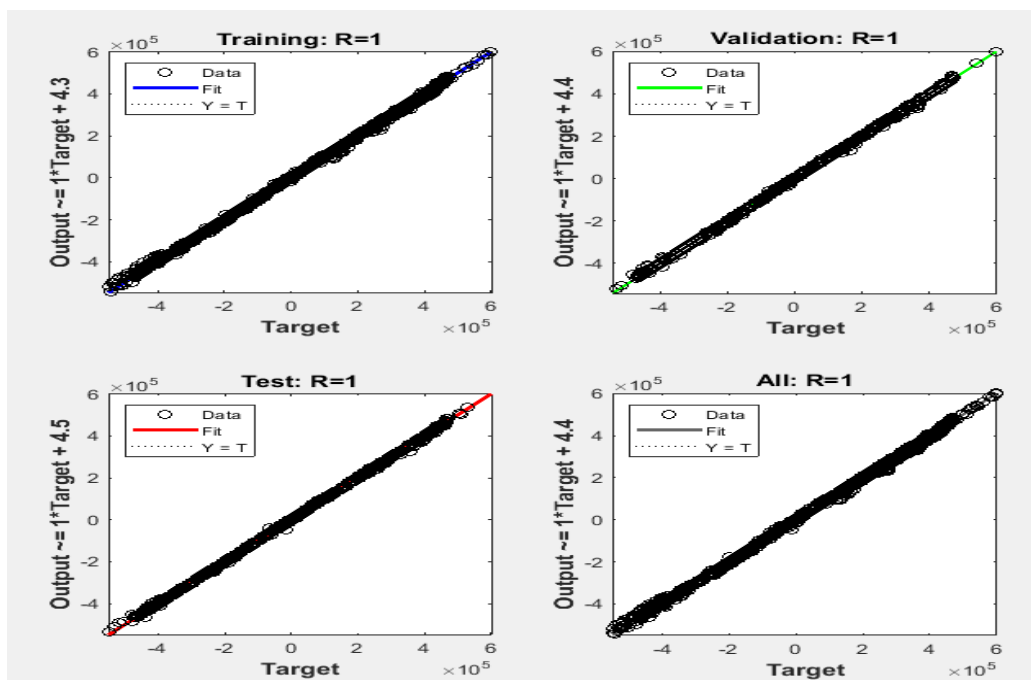 Training: R=1
×10^5
Output ~= 1*Target + 4.3
6
4
2
0
-2
-4
Data
Fit
Y = T
-4 -2 0 2 4 6
Target
×10^5
Validation: R=1
×10^5
Output ~= 1*Target + 4.4
6
4
2
0
-2
-4
Data
Fit
Y = T
-4 -2 0 2 4 6
Target
×10^5
Test: R=1
×10^5
Output ~= 1*Target + 4.5
6
4
2
0
-2
-4
Data
Fit
Y = T
-4 -2 0 2 4 6
Target
×10^5
All: R=1
×10^5
Output ~= 1*Target + 4.4
6
4
2
0
-2
-4
Data
Fit
Y = T
-4 -2 0 2 4 6
Target
×10^5